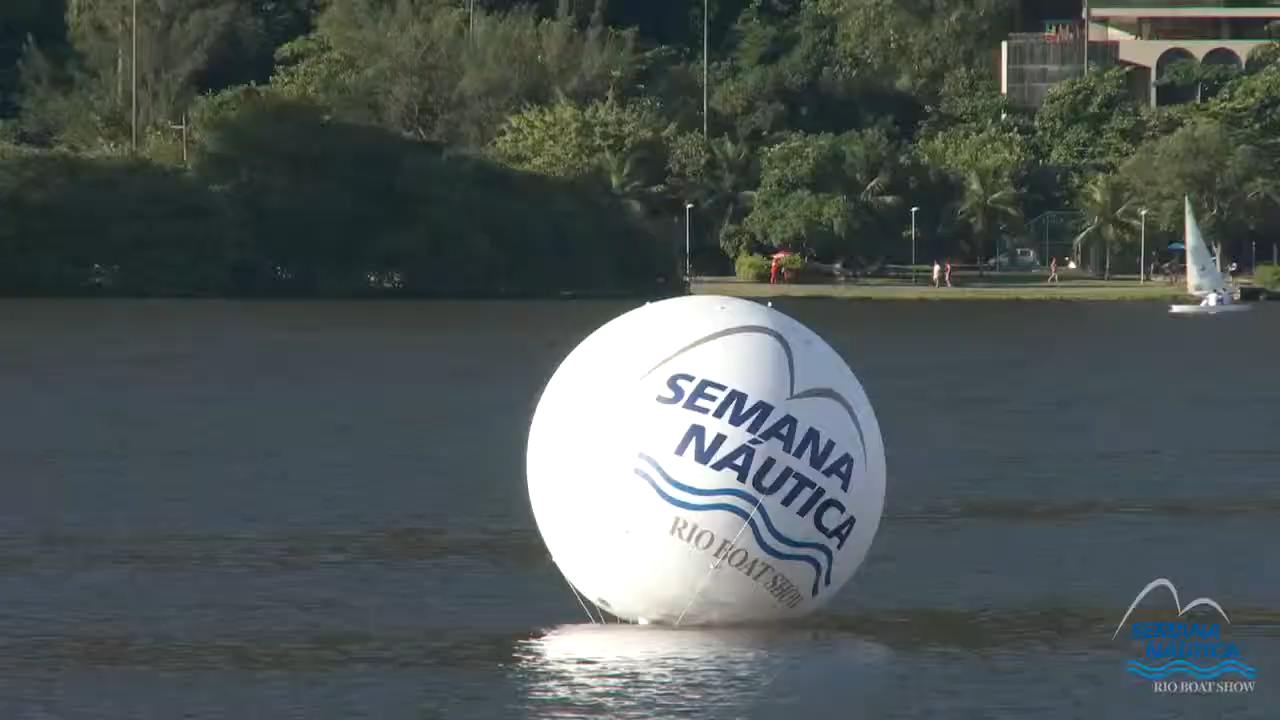 SEMANA
NÁUTICA
RIO BOAT SHOW
SEMANA
NÁUTICA
RIO BOAT SHOW